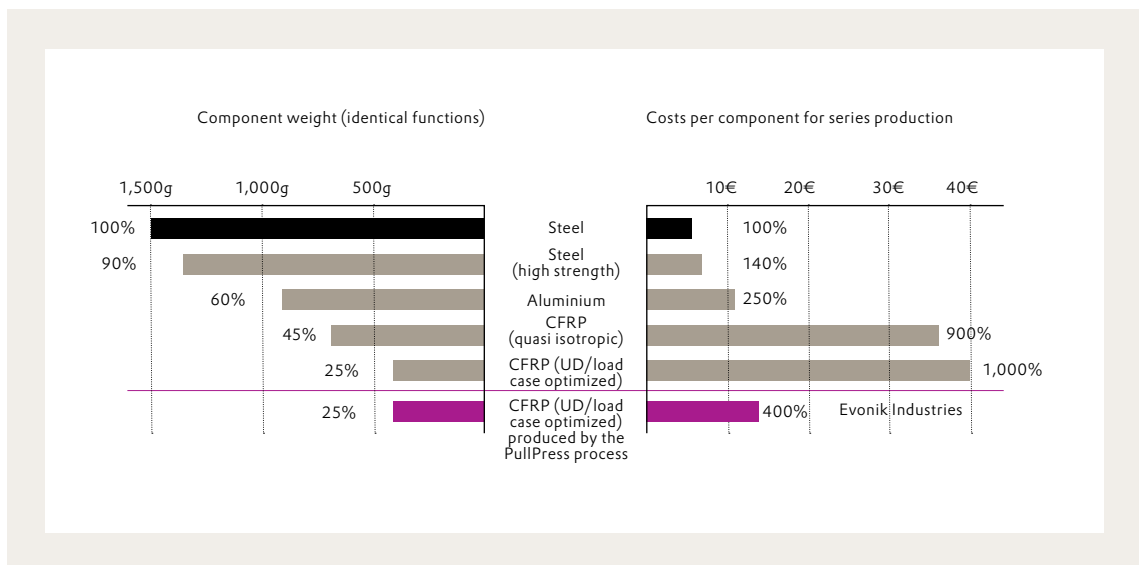 Component weight (identical functions)
Costs per component for series production
1,500g 1,000g 500g
10€ 20€ 30€ 40€
100% Steel 100%
90% Steel
(high strength) 140%
60% Aluminium 250%
45% CFRP
(quasi isotropic) 900%
25% CFRP (UD/load
case optimized) 1,000%
25% CFRP (UD/load
case optimized)
produced by the
PullPress process
400% Evonik Industries